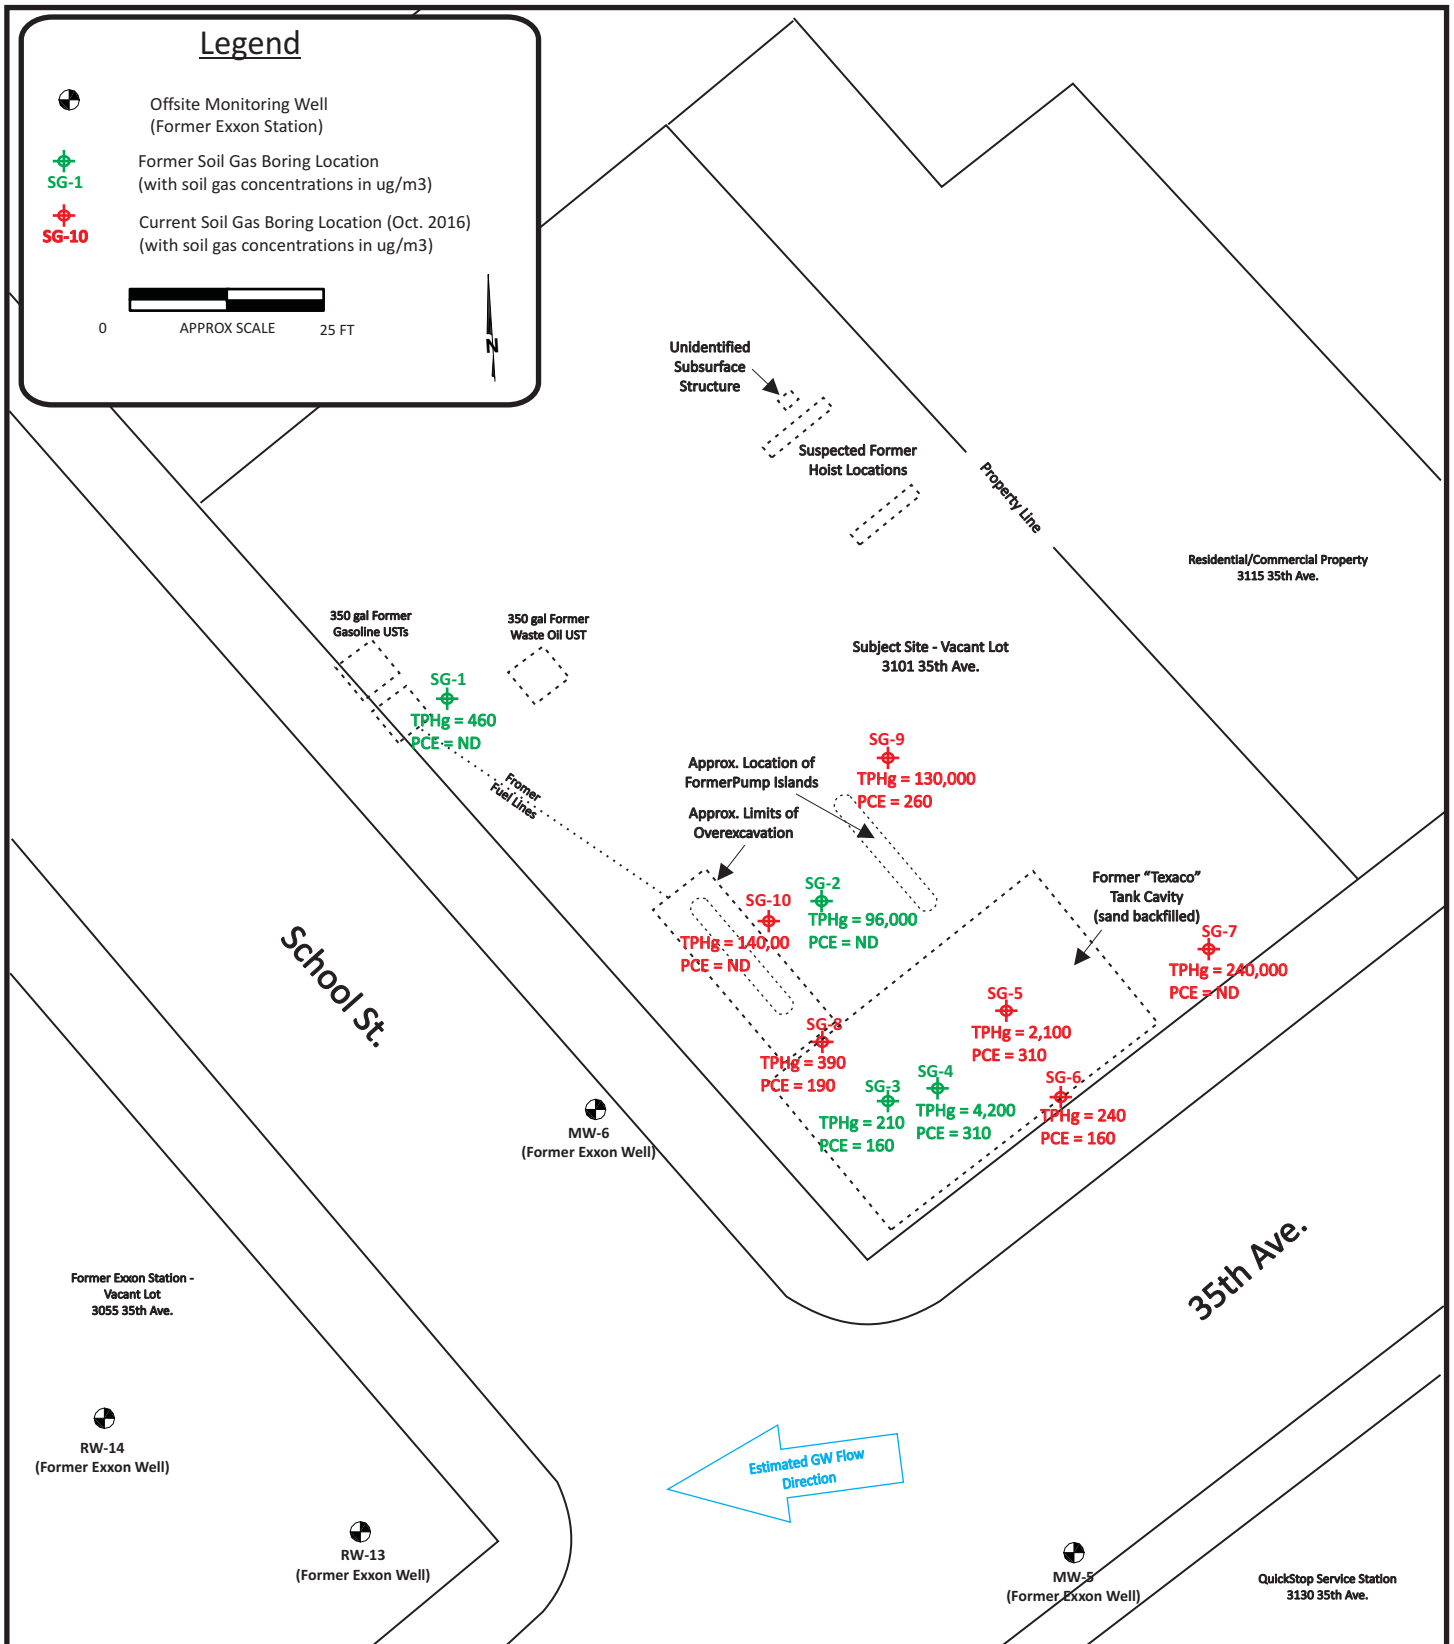 Legend
Offsite Monitoring Well
(Former Exxon Station)
SG-1
Former Soil Gas Boring Location
(with soil gas concentrations in ug/m3)
SG-10
Current Soil Gas Boring Location (Oct. 2016)
(with soil gas concentrations in ug/m3)
0 APPROX SCALE 25 FT
N
Unidentified
Subsurface
Structure
Suspected Former
Hoist Locations
Property Line
Residential/Commercial Property
3115 35th Ave.
350 gal Former
Gasoline USTs
350 gal Former
Waste Oil UST
Subject Site - Vacant Lot
3101 35th Ave.
SG-1
TPHg = 460
PCE = ND
Fromer
Fuel Lines
SG-9
TPHg = 130,000
PCE = 260
Approx. Location of
FormerPump Islands
Approx. Limits of
Overexcavation
SG-2
TPHg = 96,000
PCE = ND
SG-10
TPHg = 140,00
PCE = ND
Former “Texaco”
Tank Cavity
(sand backfilled)
SG-7
TPHg = 240,000
PCE = ND
School St.
SG-5
TPHg = 2,100
PCE = 310
SG-8
TPHg = 390
PCE = 190
SG-4
TPHg = 4,200
PCE = 310
SG-3
TPHg = 210
PCE = 160
SG-6
TPHg = 240
PCE = 160
MW-6
(Former Exxon Well)
35th Ave.
Former Exxon Station -
Vacant Lot
3055 35th Ave.
RW-14
(Former Exxon Well)
Estimated GW Flow
Direction
RW-13
(Former Exxon Well)
MW-5
(Former Exxon Well)
QuickStop Service Station
3130 35th Ave.